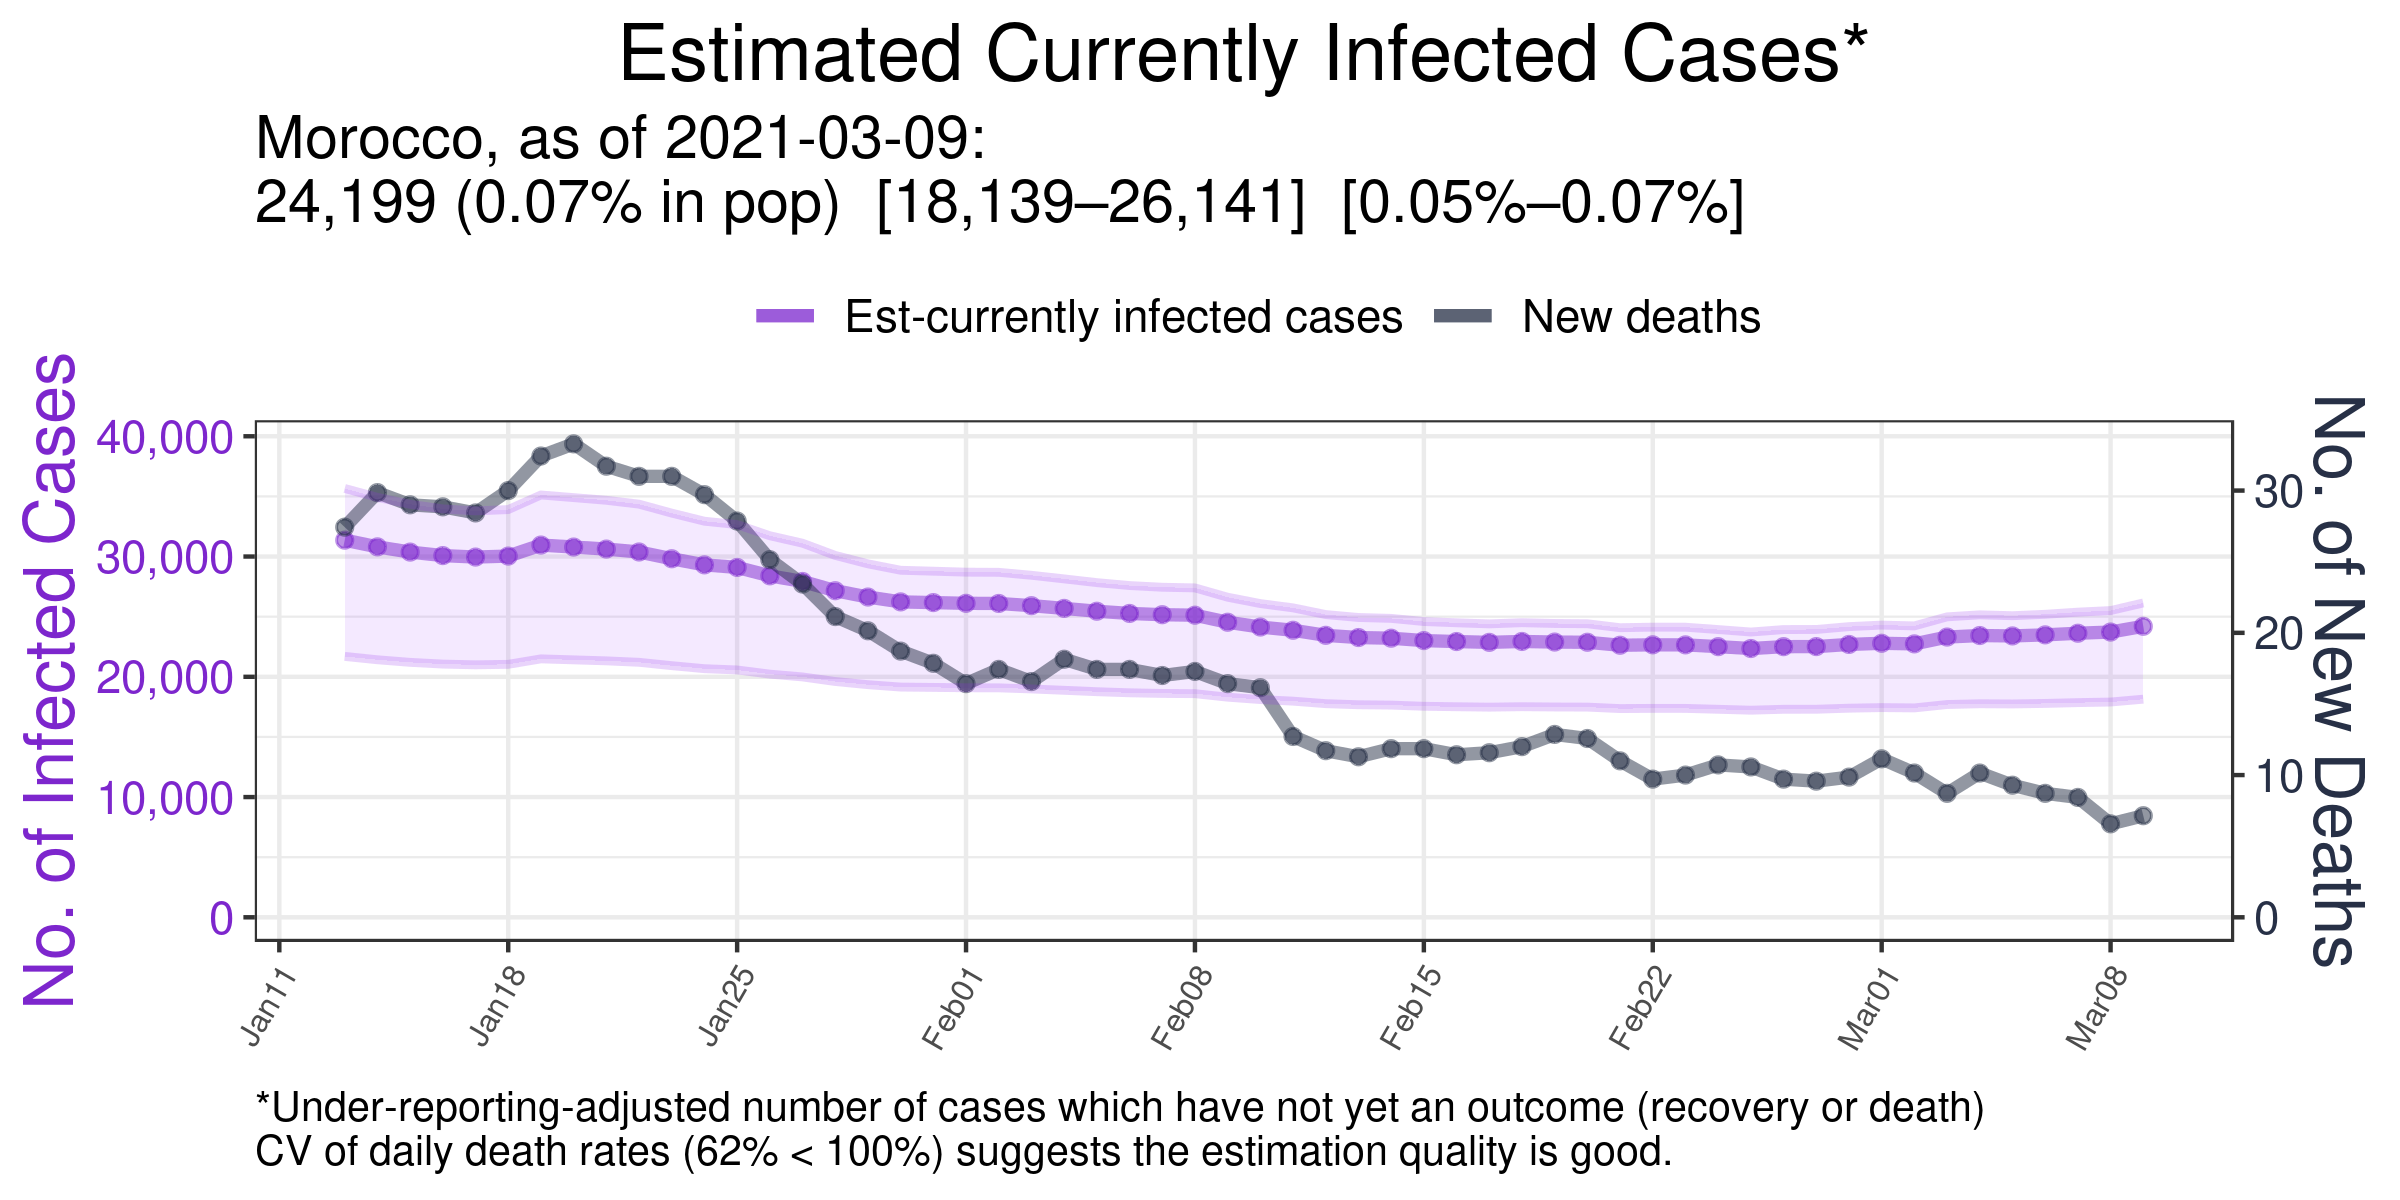 Estimated Currently Infected Cases*
Morocco, as of 2021-03-09:
24,199 (0.07% in pop)  [18,139–26,141]  [0.05%–0.07%]
Est-currently infected cases
New deaths
No. of Infected Cases
40,000
30,000
20,000
10,000
0
30
20
10
0
No. of New Deaths
Jan11
Jan18
Jan25
Feb01
Feb08
Feb15
Feb22
Mar01
Mar08
*Under-reporting-adjusted number of cases which have not yet an outcome (recovery or death)
CV of daily death rates (62% < 100%) suggests the estimation quality is good.